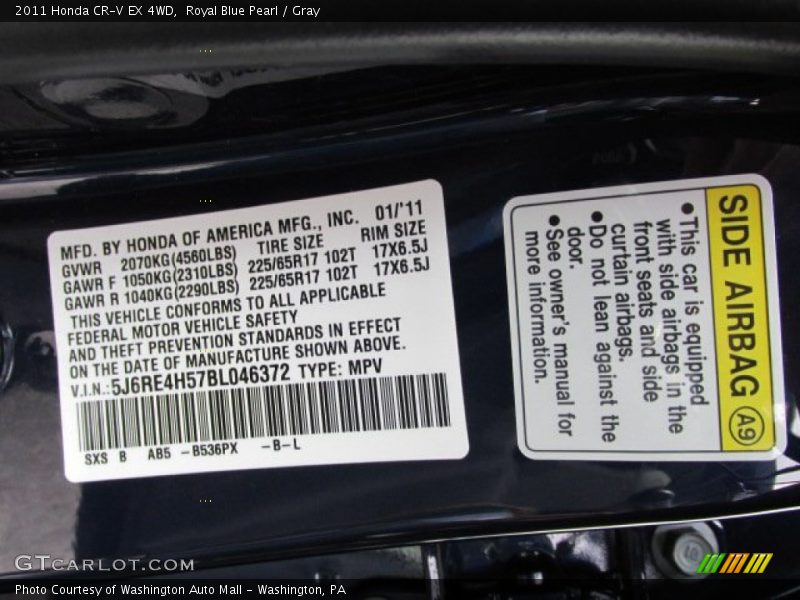 2011 Honda CR-V EX 4WD,  Royal Blue Pearl / Gray
MFD. BY HONDA OF AMERICA MFG., INC. 01/'11
GVWR 2070KG(4560LBS) TIRE SIZE RIM SIZE
GAWR F 1050KG(2310LBS) 225/65R17 102T 17X6.5J
GAWR R 1040KG(2290LBS) 225/65R17 102T 17X6.5J
THIS VEHICLE CONFORMS TO ALL APPLICABLE
FEDERAL MOTOR VEHICLE SAFETY
AND THEFT PREVENTION STANDARDS IN EFFECT
ON THE DATE OF MANUFACTURE SHOWN ABOVE.
V.I.N.:5J6RE4H57BL046372 TYPE: MPV
SXS B AB5 -B536PX -B-L
SIDE AIRBAG A9
●This car is equipped
with side airbags in the
front seats and side
curtain airbags.
●Do not lean against the
door.
●See owner's manual for
more information.
GTCARLOT.COM
Photo Courtesy of Washington Auto Mall - Washington, PA